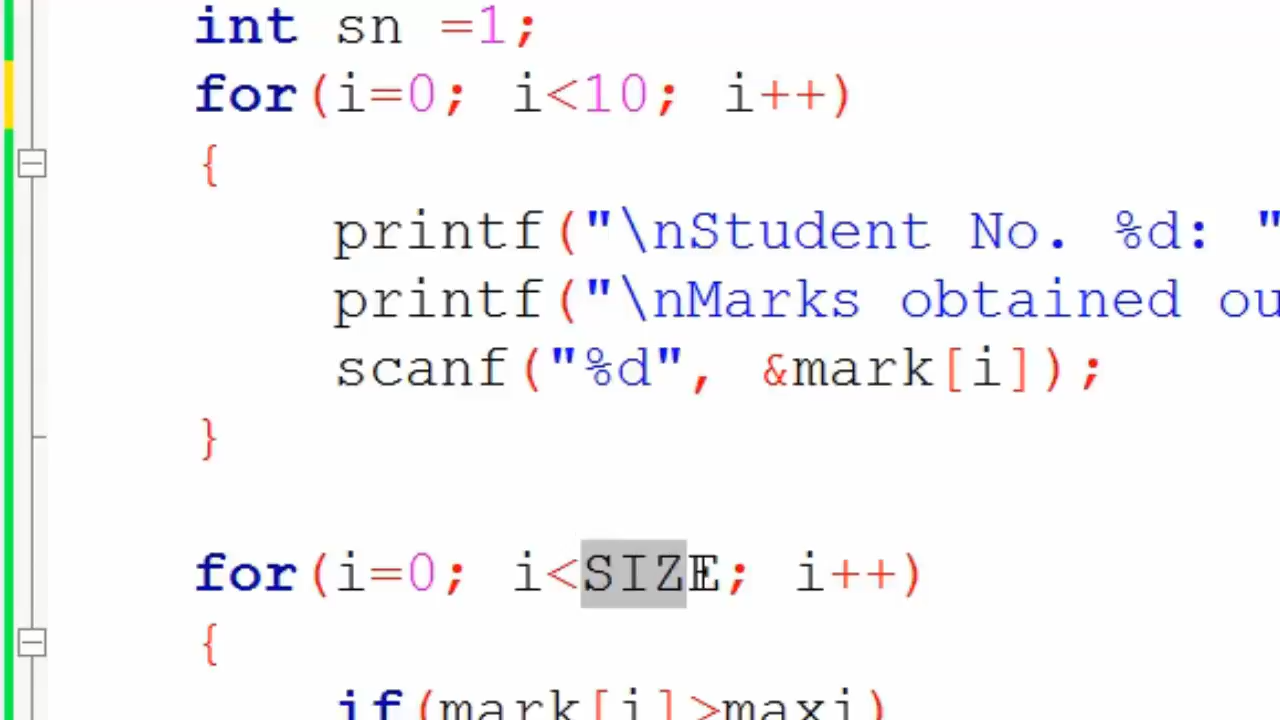 int sn =1;
for(i=0; i<10; i++)
{
printf("\nStudent No. %d: "
printf("\nMarks obtained ou
scanf("%d", &mark[i]);
}
for(i=0; i<SIZE; i++)
{
if(mark[i]>maxi)